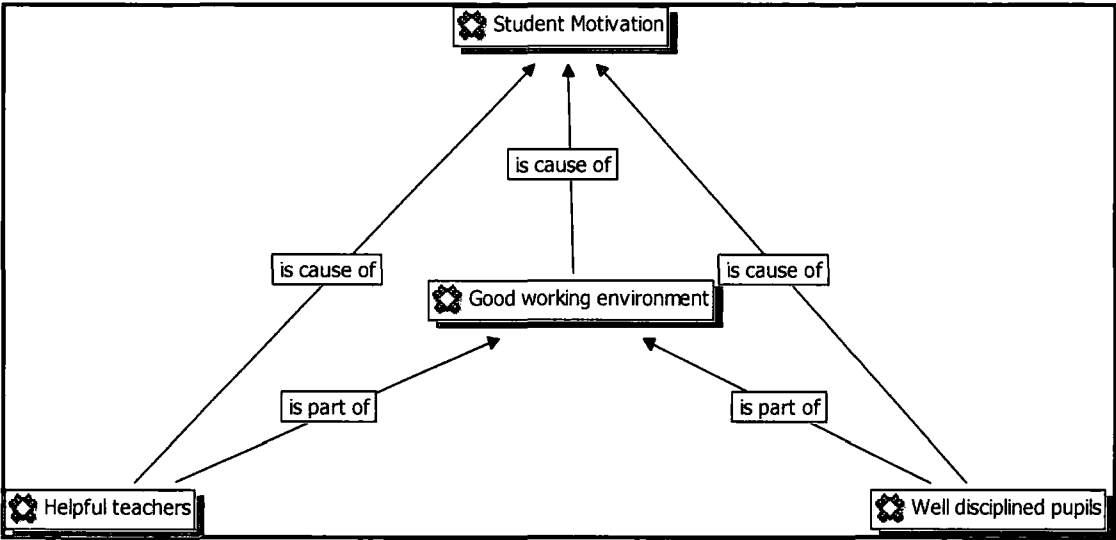 Student Motivation
is cause of
is cause of
is cause of
Good working environment
is part of
is part of
Helpful teachers
Well disciplined pupils